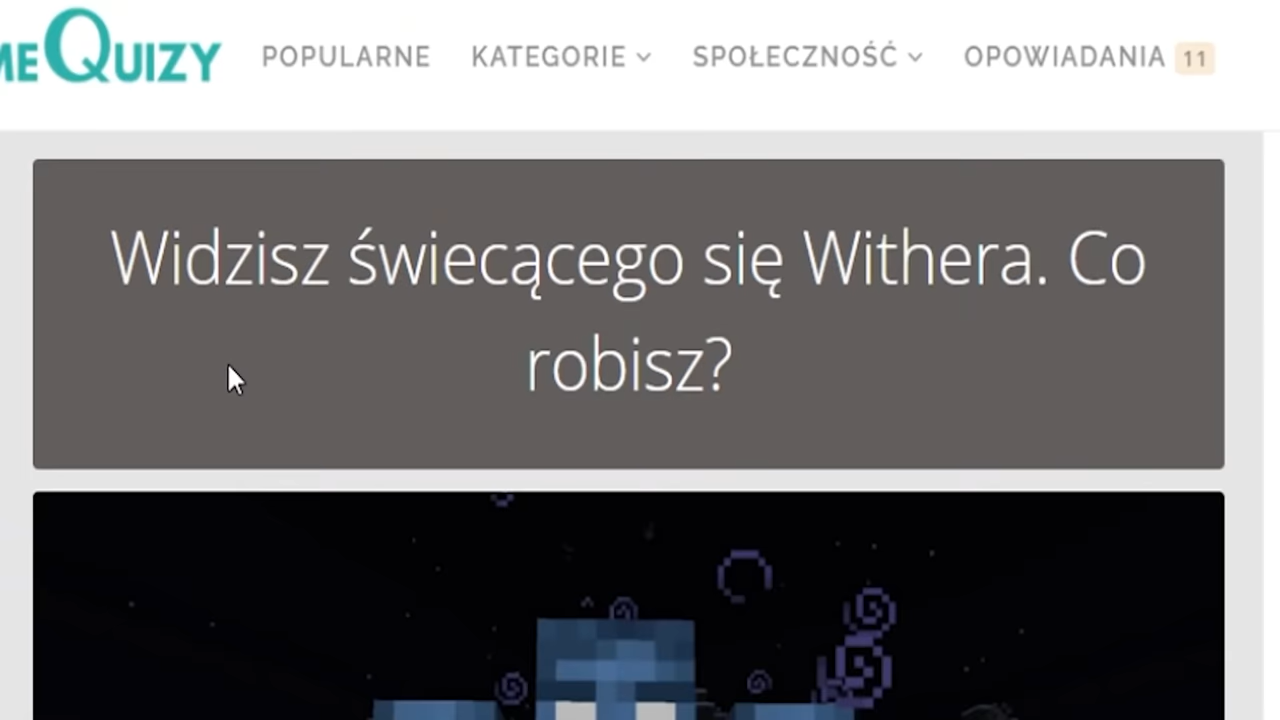 MEQUIZY POPULARNE KATEGORIE SPOŁECZNOŚĆ OPOWIADANIA 11
Widzisz świecącego się Withera. Co
robisz?